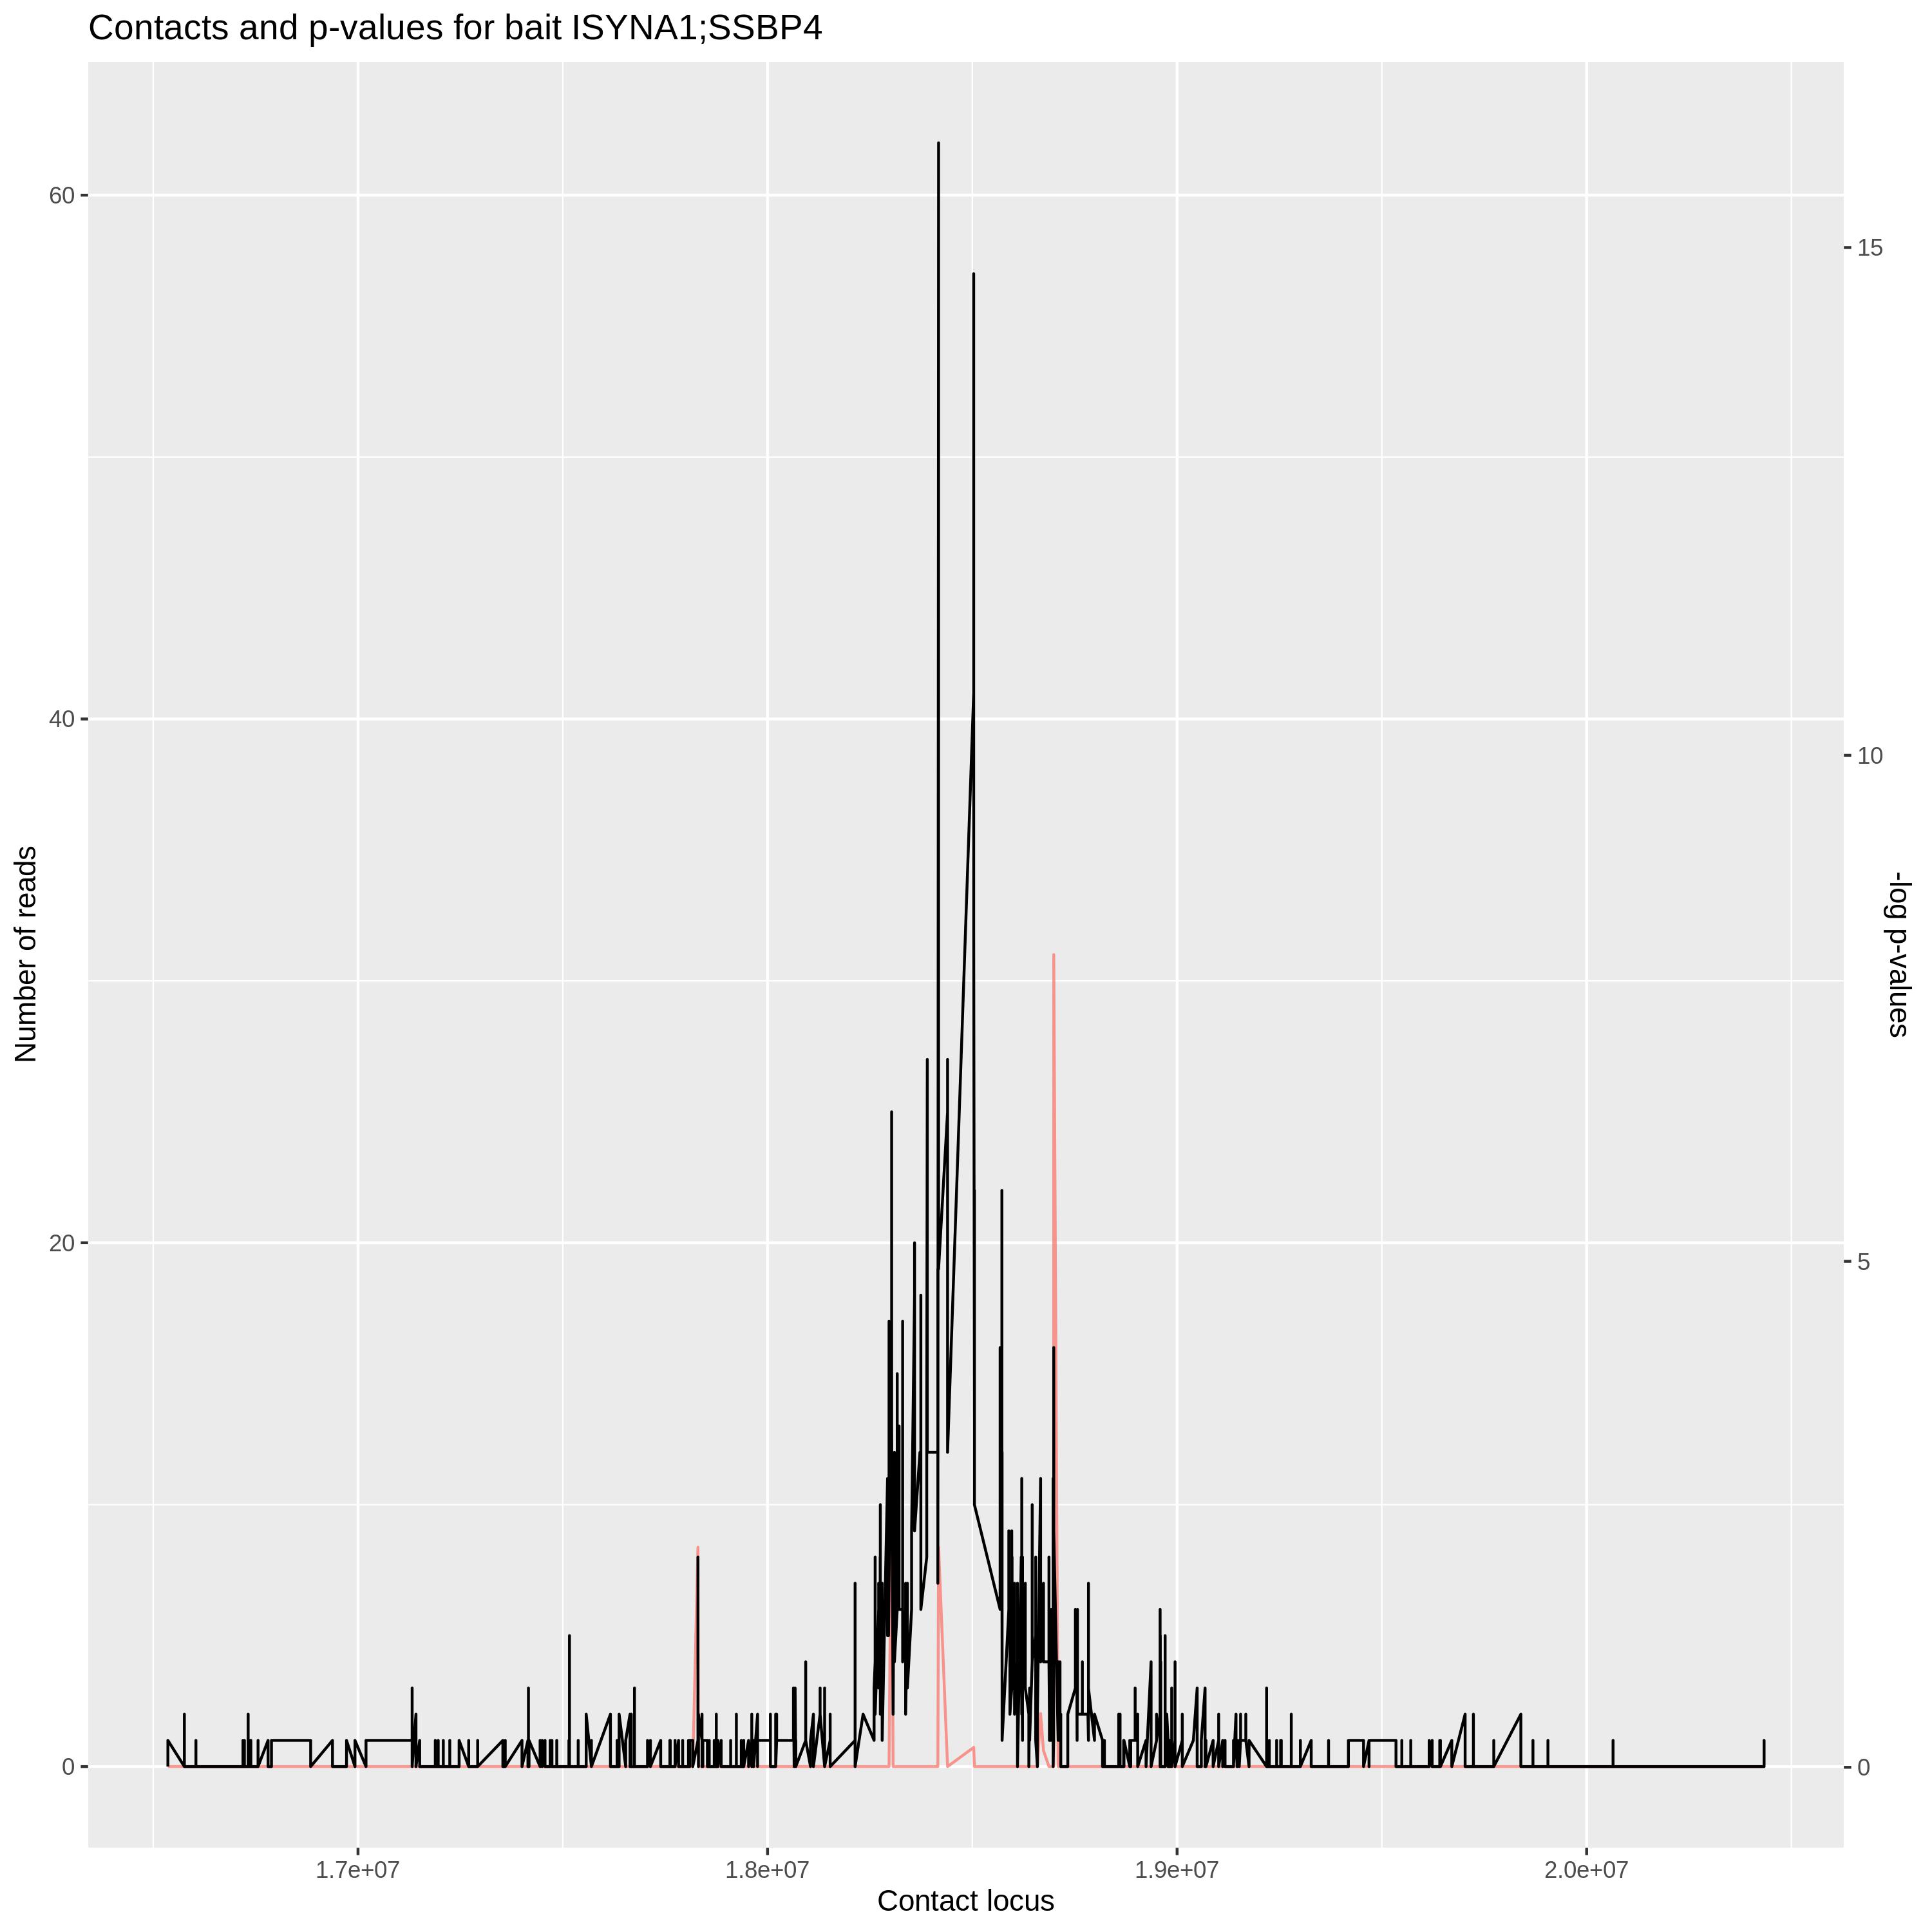 Contacts and p-values for bait ISYNA1;SSBP4
60
40
20
0
Number of reads
15
10
5
0
-log p-values
1.7e+07
1.8e+07
1.9e+07
2.0e+07
Contact locus